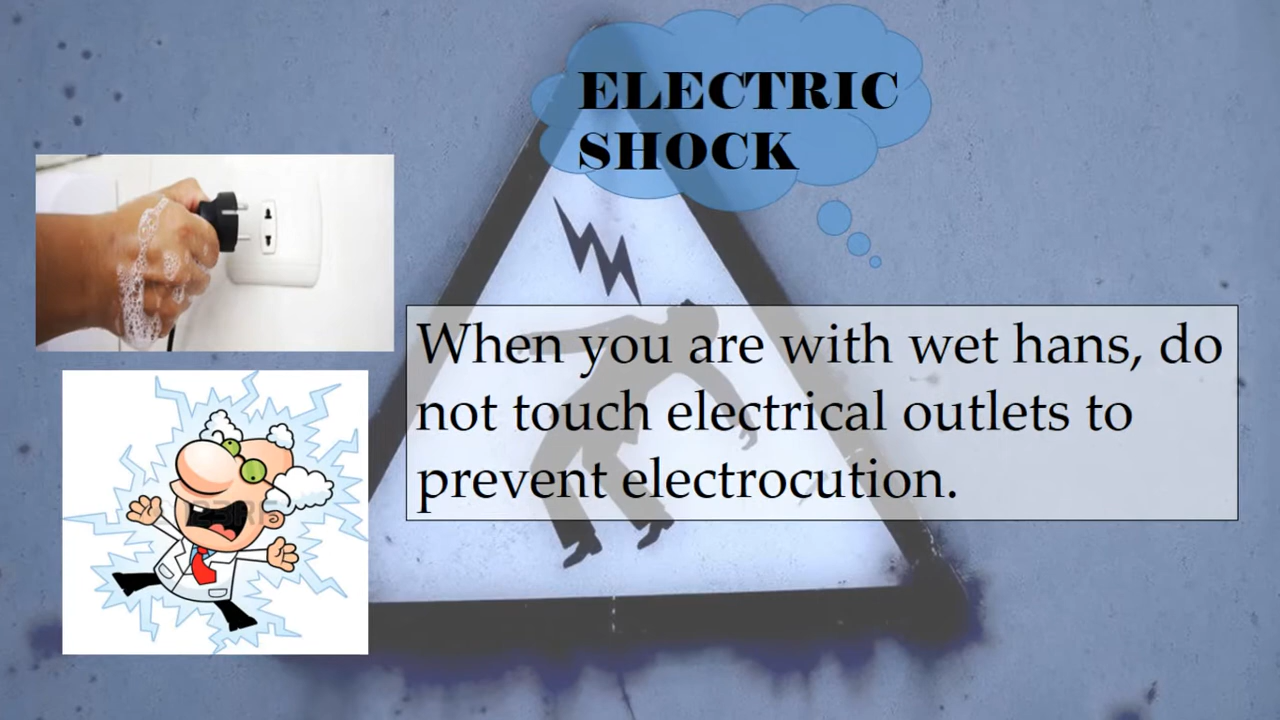 ELECTRIC
SHOCK
When you are with wet hans, do
not touch electrical outlets to
prevent electrocution.